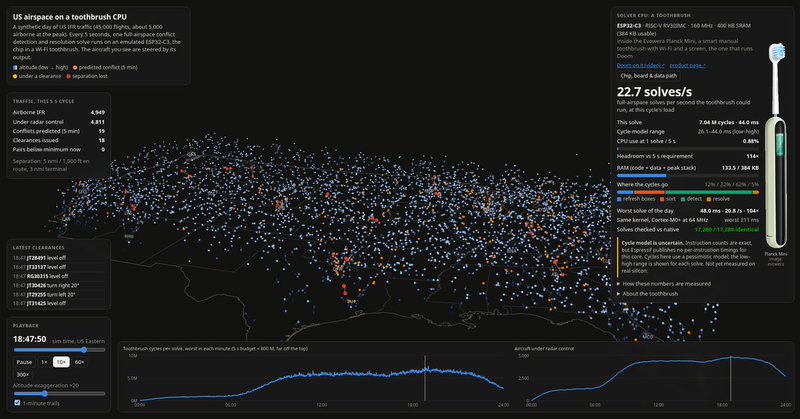 US airspace on a toothbrush CPU
A synthetic day of US IFR traffic (45,000 flights, about 5,000
airborne at the peak). Every 5 seconds, one full-airspace conflict
detection and resolution solve runs on an emulated ESP32-C3, the
chip in a Wi-Fi toothbrush. The aircraft you see are steered by its
output.
altitude (low → high)
predicted conflict (5 min)
under a clearance
separation lost
TRAFFIC, THIS 5 S CYCLE
Airborne IFR 4,949
Under radar control 4,811
Conflicts predicted (5 min) 19
Clearances issued 18
Pairs below minimum now 0
Separation: 5 nmi / 1,000 ft en
route, 3 nmi terminal
LATEST CLEARANCES
18:47 JT28491 level off
18:47 JT33137 level off
18:47 RG30315 level off
18:47 JT30426 turn right 20°
18:47 JT29255 turn left 20°
18:47 JT31425 level off
PLAYBACK
18:47:50 sim time, US Eastern
Pause 1× 10× 60×
300×
Altitude exaggeration ×20
1-minute trails
PHX
MCO
Toothbrush cycles per solve, worst in each minute (5 s budget = 800 M, far off the top)
10M
5.0M
0
00:00 12:00 18:00 24:00
Aircraft under radar control
5,000
2,500
0
00:00 06:00 12:00 18:00 24:00
SOLVER CPU: A TOOTHBRUSH
ESP32-C3 · RISC-V RV32IMC · 160 MHz · 400 KB SRAM
(384 KB usable)
inside the Evowera Planck Mini, a smart manual
toothbrush with Wi-Fi and a screen, the one that runs
Doom
Doom on it (video) ↗ product page ↗
Chip, board & data path
22.7 solves/s
full-airspace solves per second the toothbrush could
run, at this cycle's load
This solve 7.04 M cycles · 44.0 ms
Cycle-model range 26.1–44.0 ms (low–high)
CPU use at 1 solve / 5 s 0.88%
Headroom vs 5 s requirement 114×
RAM (code + data + peak stack) 133.5 / 384 KB
Where the cycles go 12% / 22% / 62% / 5%
refresh boxes sort detect
resolve
Worst solve of the day 48.0 ms · 20.8 /s · 104×
Same kernel, Cortex-M0+ at 64 MHz worst 211 ms
Solves checked vs native 17,280 / 17,280 identical
Cycle model is uncertain. Instruction counts are
exact, but Espressif publishes no per-instruction timings for
this core. Cycles here use a pessimistic model; the low–
high range is shown for each solve. Not yet measured on
real silicon.
▶ How these numbers are measured
▶ About the toothbrush
Planck Mini
image:
evowera